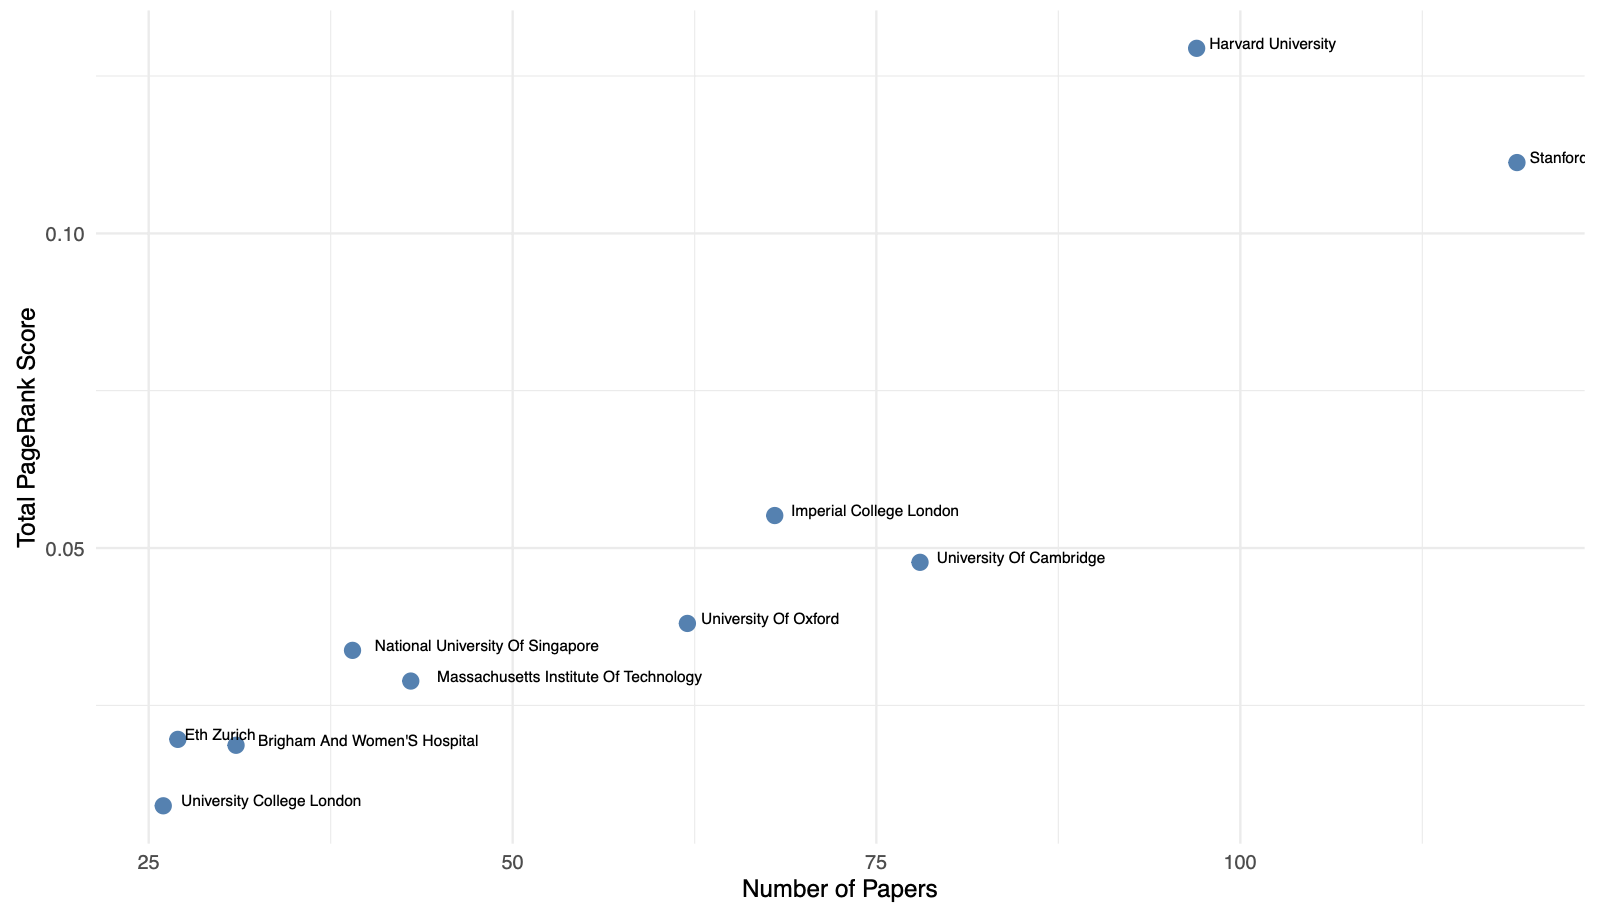 Harvard University
Stanford
0.10
Total PageRank Score
Imperial College London
0.05
University Of Cambridge
University Of Oxford
National University Of Singapore
Massachusetts Institute Of Technology
Eth Zurich
Brigham And Women'S Hospital
University College London
25
50
75
100
Number of Papers